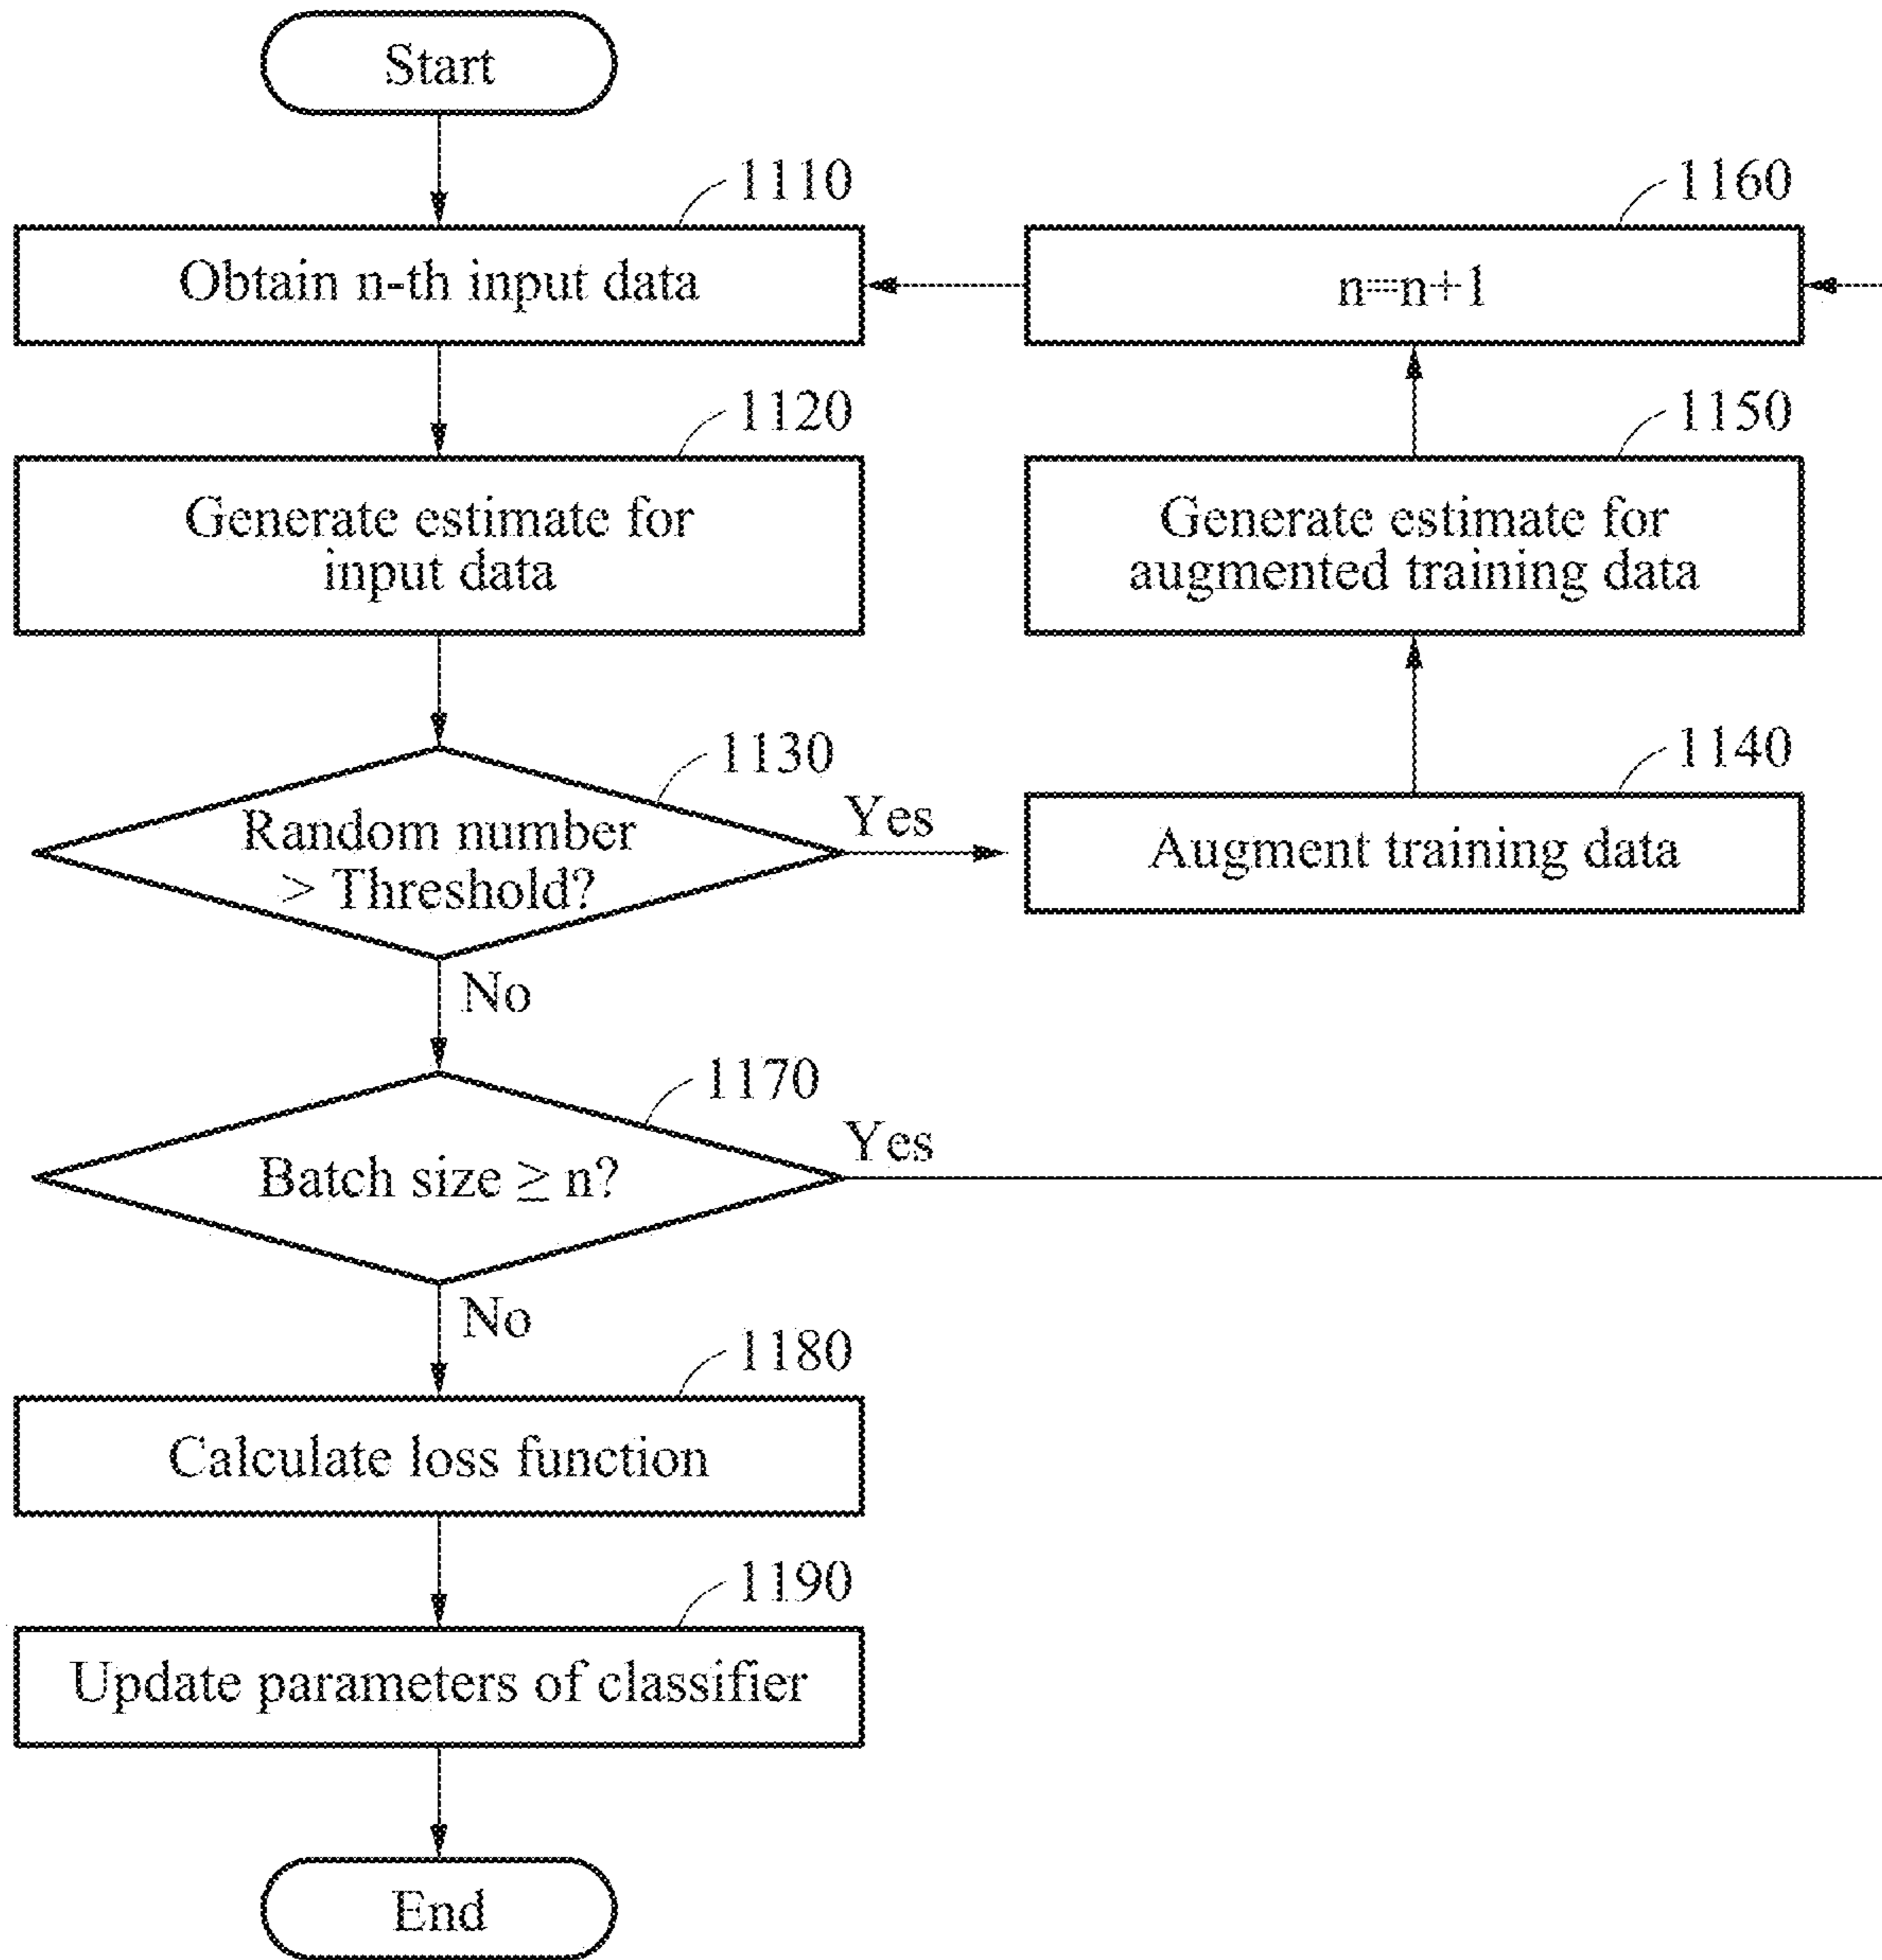 Start
1110
Obtain n-th input data
1160
n=n+1
1120
Generate estimate for
input data
1150
Generate estimate for
augmented training data
1130
Random number
> Threshold?
Yes
1140
Augment training data
No
1170
Batch size ≥ n?
Yes
No
1180
Calculate loss function
1190
Update parameters of classifier
End